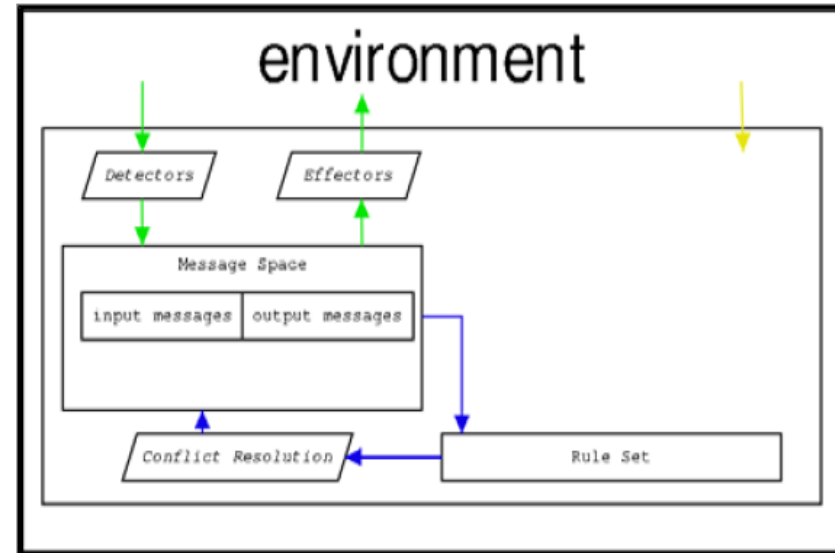 environment
Detectors
Effectors
Message Space
input messages
output messages
Conflict Resolution
Rule Set